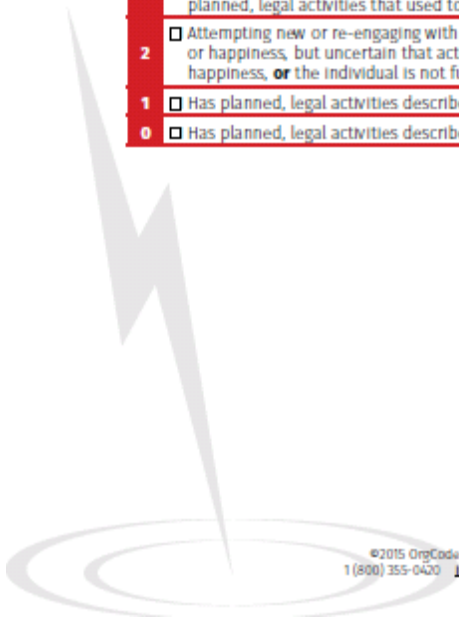 planned, legal activities that used to
Attempting new or re-engaging with
2
or happiness, but uncertain that act
happiness, or the individual is not fu
1 Has planned, legal activities describ
0 Has planned, legal activities describ
©2015 OrgCode
1 (800) 355-0420